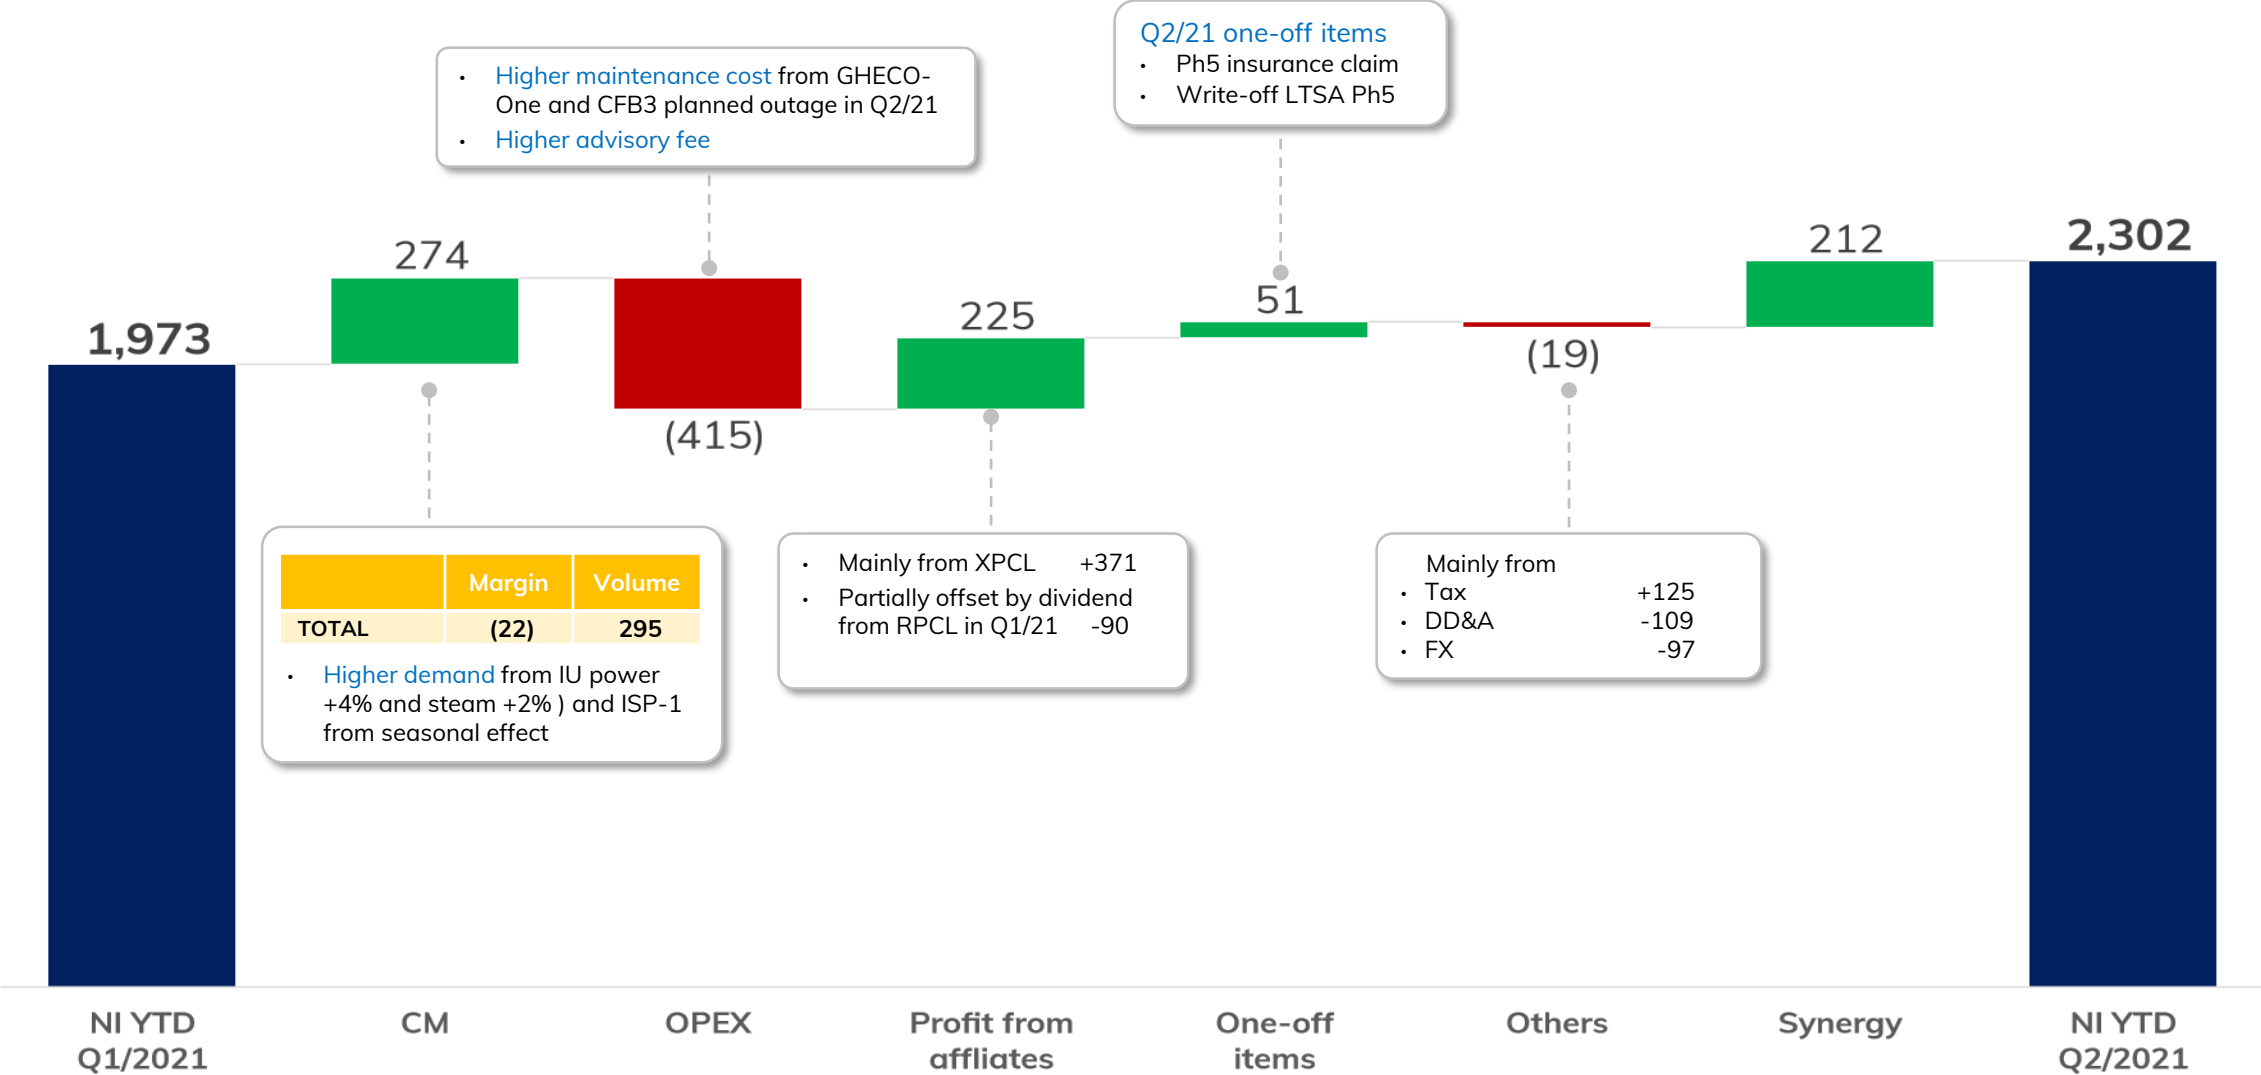 Q2/21 one-off items
• Ph5 insurance claim
• Write-off LTSA Ph5
• Higher maintenance cost from GHECO-
One and CFB3 planned outage in Q2/21
• Higher advisory fee
1,973
274
(415)
225
51
(19)
212
2,302
Margin Volume
TOTAL (22) 295
• Higher demand from IU power
+4% and steam +2% ) and ISP-1
from seasonal effect
• Mainly from XPCL +371
• Partially offset by dividend
from RPCL in Q1/21 -90
Mainly from
• Tax +125
• DD&A -109
• FX -97
NI YTD
Q1/2021
CM
OPEX
Profit from
affliates
One-off
items
Others
Synergy
NI YTD
Q2/2021